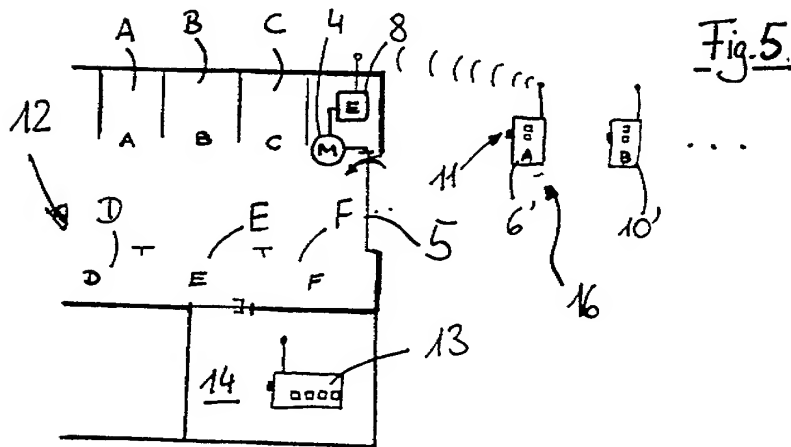 A B C 4 8 Fig. 5.
E
12 A B C M
11 A B ...
6' 10'
D E F 5
16
D E F
14 13